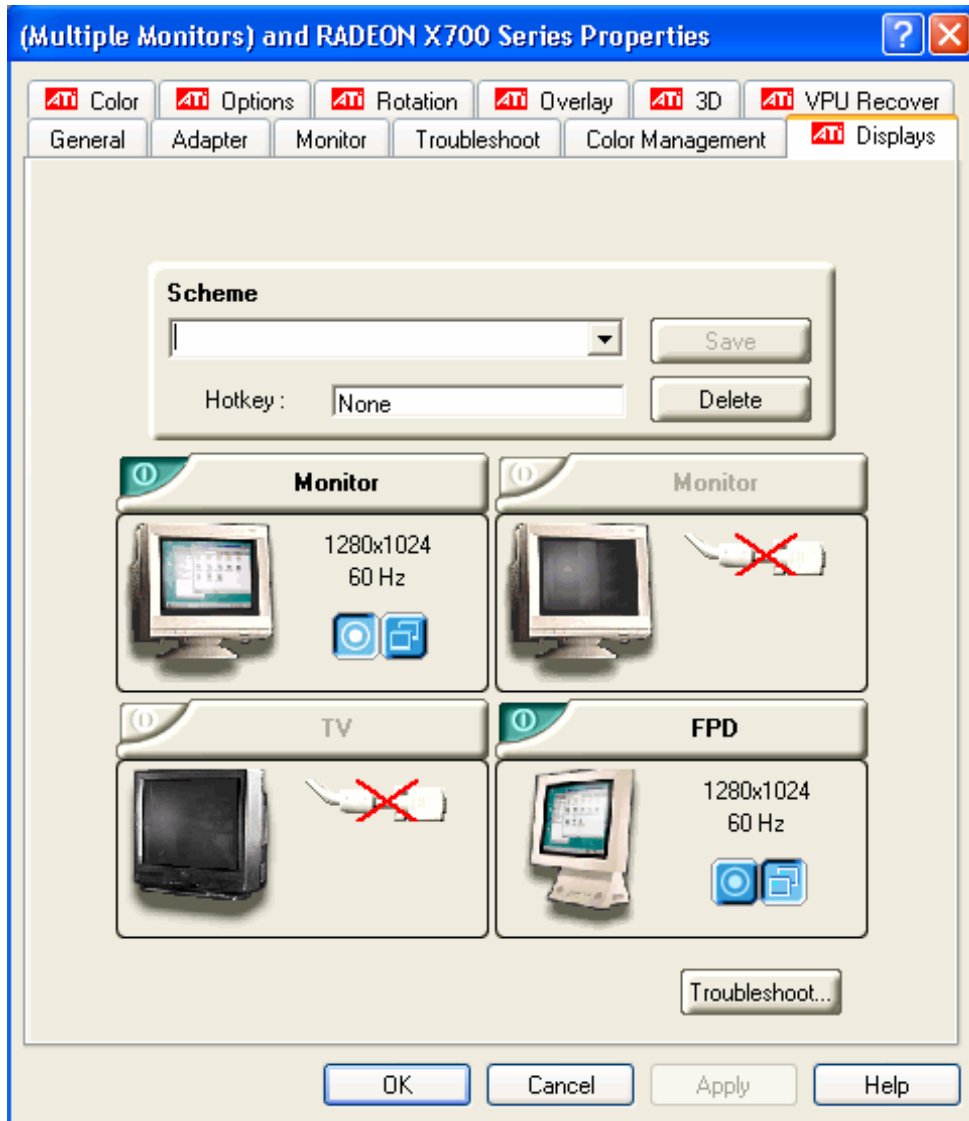 (Multiple Monitors) and RADEON X700 Series Properties
ATI Color ATI Options ATI Rotation ATI Overlay ATI 3D ATI VPU Recover
General Adapter Monitor Troubleshoot Color Management ATI Displays
Scheme
Save
Hotkey : None Delete
Monitor Monitor
1280x1024
60 Hz
TV FPD
1280x1024
60 Hz
Troubleshoot...
OK Cancel Apply Help